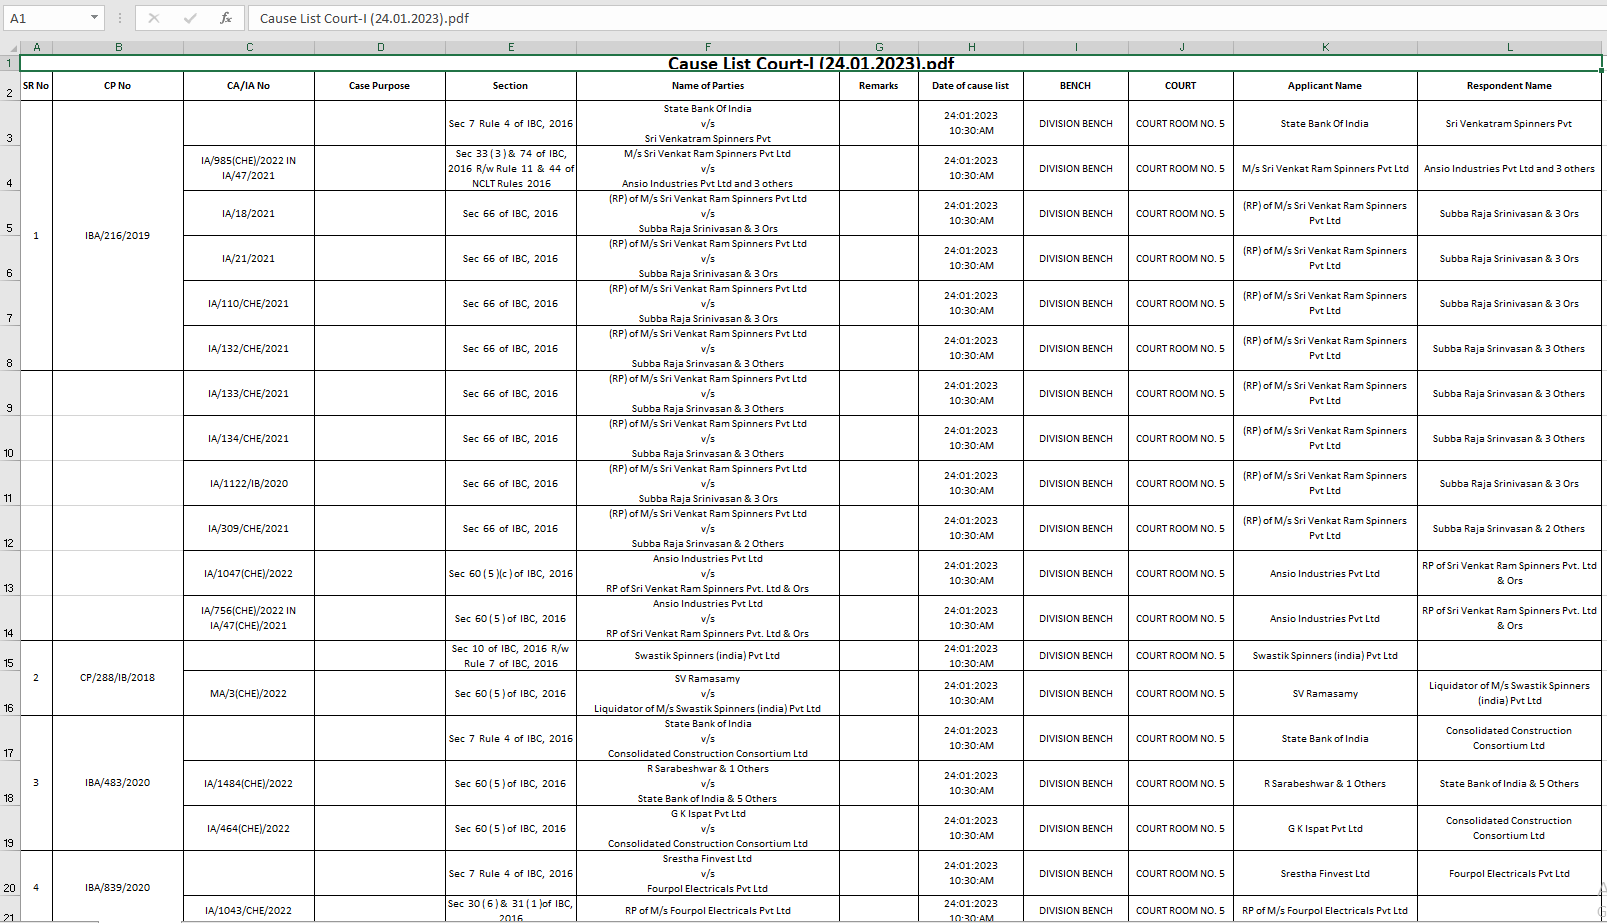 A1 fx Cause List Court-I (24.01.2023).pdf
A B C D E F G H I J K L
1 Cause List Court-I (24.01.2023).pdf
2 SR No CP No CA/IA No Case Purpose Section Name of Parties Remarks Date of cause list BENCH COURT Applicant Name Respondent Name
3 Sec 7 Rule 4 of IBC, 2016 State Bank Of India v/s Sri Venkatram Spinners Pvt 24:01:2023 10:30:AM DIVISION BENCH COURT ROOM NO. 5 State Bank Of India Sri Venkatram Spinners Pvt
4 IA/985(CHE)/2022 IN IA/47/2021 Sec 33 ( 3 ) & 74 of IBC, 2016 R/w Rule 11 & 44 of NCLT Rules 2016 M/s Sri Venkat Ram Spinners Pvt Ltd v/s Ansio Industries Pvt Ltd and 3 others 24:01:2023 10:30:AM DIVISION BENCH COURT ROOM NO. 5 M/s Sri Venkat Ram Spinners Pvt Ltd Ansio Industries Pvt Ltd and 3 others
5 IA/18/2021 Sec 66 of IBC, 2016 (RP) of M/s Sri Venkat Ram Spinners Pvt Ltd v/s Subba Raja Srinivasan & 3 Ors 24:01:2023 10:30:AM DIVISION BENCH COURT ROOM NO. 5 (RP) of M/s Sri Venkat Ram Spinners Pvt Ltd Subba Raja Srinivasan & 3 Ors
1 IBA/216/2019
6 IA/21/2021 Sec 66 of IBC, 2016 (RP) of M/s Sri Venkat Ram Spinners Pvt Ltd v/s Subba Raja Srinivasan & 3 Ors 24:01:2023 10:30:AM DIVISION BENCH COURT ROOM NO. 5 (RP) of M/s Sri Venkat Ram Spinners Pvt Ltd Subba Raja Srinivasan & 3 Ors
7 IA/110/CHE/2021 Sec 66 of IBC, 2016 (RP) of M/s Sri Venkat Ram Spinners Pvt Ltd v/s Subba Raja Srinivasan & 3 Ors 24:01:2023 10:30:AM DIVISION BENCH COURT ROOM NO. 5 (RP) of M/s Sri Venkat Ram Spinners Pvt Ltd Subba Raja Srinivasan & 3 Ors
8 IA/132/CHE/2021 Sec 66 of IBC, 2016 (RP) of M/s Sri Venkat Ram Spinners Pvt Ltd v/s Subba Raja Srinvasan & 3 Others 24:01:2023 10:30:AM DIVISION BENCH COURT ROOM NO. 5 (RP) of M/s Sri Venkat Ram Spinners Pvt Ltd Subba Raja Srinvasan & 3 Others
9 IA/133/CHE/2021 Sec 66 of IBC, 2016 (RP) of M/s Sri Venkat Ram Spinners Pvt Ltd v/s Subba Raja Srinvasan & 3 Others 24:01:2023 10:30:AM DIVISION BENCH COURT ROOM NO. 5 (RP) of M/s Sri Venkat Ram Spinners Pvt Ltd Subba Raja Srinvasan & 3 Others
10 IA/134/CHE/2021 Sec 66 of IBC, 2016 (RP) of M/s Sri Venkat Ram Spinners Pvt Ltd v/s Subba Raja Srinvasan & 3 Others 24:01:2023 10:30:AM DIVISION BENCH COURT ROOM NO. 5 (RP) of M/s Sri Venkat Ram Spinners Pvt Ltd Subba Raja Srinvasan & 3 Others
11 IA/1122/IB/2020 Sec 66 of IBC, 2016 (RP) of M/s Sri Venkat Ram Spinners Pvt Ltd v/s Subba Raja Srinivasan & 3 Ors 24:01:2023 10:30:AM DIVISION BENCH COURT ROOM NO. 5 (RP) of M/s Sri Venkat Ram Spinners Pvt Ltd Subba Raja Srinivasan & 3 Ors
12 IA/309/CHE/2021 Sec 66 of IBC, 2016 (RP) of M/s Sri Venkat Ram Spinners Pvt Ltd v/s Subba Raja Srinvasan & 2 Others 24:01:2023 10:30:AM DIVISION BENCH COURT ROOM NO. 5 (RP) of M/s Sri Venkat Ram Spinners Pvt Ltd Subba Raja Srinvasan & 2 Others
13 IA/1047(CHE)/2022 Sec 60 ( 5 )(c ) of IBC, 2016 Ansio Industries Pvt Ltd v/s RP of Sri Venkat Ram Spinners Pvt. Ltd & Ors 24:01:2023 10:30:AM DIVISION BENCH COURT ROOM NO. 5 Ansio Industries Pvt Ltd RP of Sri Venkat Ram Spinners Pvt. Ltd & Ors
14 IA/756(CHE)/2022 IN IA/47(CHE)/2021 Sec 60 ( 5 ) of IBC, 2016 Ansio Industries Pvt Ltd v/s RP of Sri Venkat Ram Spinners Pvt. Ltd & Ors 24:01:2023 10:30:AM DIVISION BENCH COURT ROOM NO. 5 Ansio Industries Pvt Ltd RP of Sri Venkat Ram Spinners Pvt. Ltd & Ors
15 Sec 10 of IBC, 2016 R/w Rule 7 of IBC, 2016 Swastik Spinners (india) Pvt Ltd 24:01:2023 10:30:AM DIVISION BENCH COURT ROOM NO. 5 Swastik Spinners (india) Pvt Ltd
2 CP/288/IB/2018
16 MA/3(CHE)/2022 Sec 60 ( 5 ) of IBC, 2016 SV Ramasamy v/s Liquidator of M/s Swastik Spinners (india) Pvt Ltd 24:01:2023 10:30:AM DIVISION BENCH COURT ROOM NO. 5 SV Ramasamy Liquidator of M/s Swastik Spinners (india) Pvt Ltd
17 Sec 7 Rule 4 of IBC, 2016 State Bank of India v/s Consolidated Construction Consortium Ltd 24:01:2023 10:30:AM DIVISION BENCH COURT ROOM NO. 5 State Bank of India Consolidated Construction Consortium Ltd
18 3 IBA/483/2020 IA/1484(CHE)/2022 Sec 60 ( 5 ) of IBC, 2016 R Sarabeshwar & 1 Others v/s State Bank of India & 5 Others 24:01:2023 10:30:AM DIVISION BENCH COURT ROOM NO. 5 R Sarabeshwar & 1 Others State Bank of India & 5 Others
19 IA/464(CHE)/2022 Sec 60 ( 5 ) of IBC, 2016 G K Ispat Pvt Ltd v/s Consolidated Construction Consortium Ltd 24:01:2023 10:30:AM DIVISION BENCH COURT ROOM NO. 5 G K Ispat Pvt Ltd Consolidated Construction Consortium Ltd
20 4 IBA/839/2020 Sec 7 Rule 4 of IBC, 2016 Srestha Finvest Ltd v/s Fourpol Electricals Pvt Ltd 24:01:2023 10:30:AM DIVISION BENCH COURT ROOM NO. 5 Srestha Finvest Ltd Fourpol Electricals Pvt Ltd
21 IA/1043/CHE/2022 Sec 30 ( 6 ) & 31 ( 1 )of IBC, 2016 RP of M/s Fourpol Electricals Pvt Ltd 24:01:2023 10:30:AM DIVISION BENCH COURT ROOM NO. 5 RP of M/s Fourpol Electricals Pvt Ltd